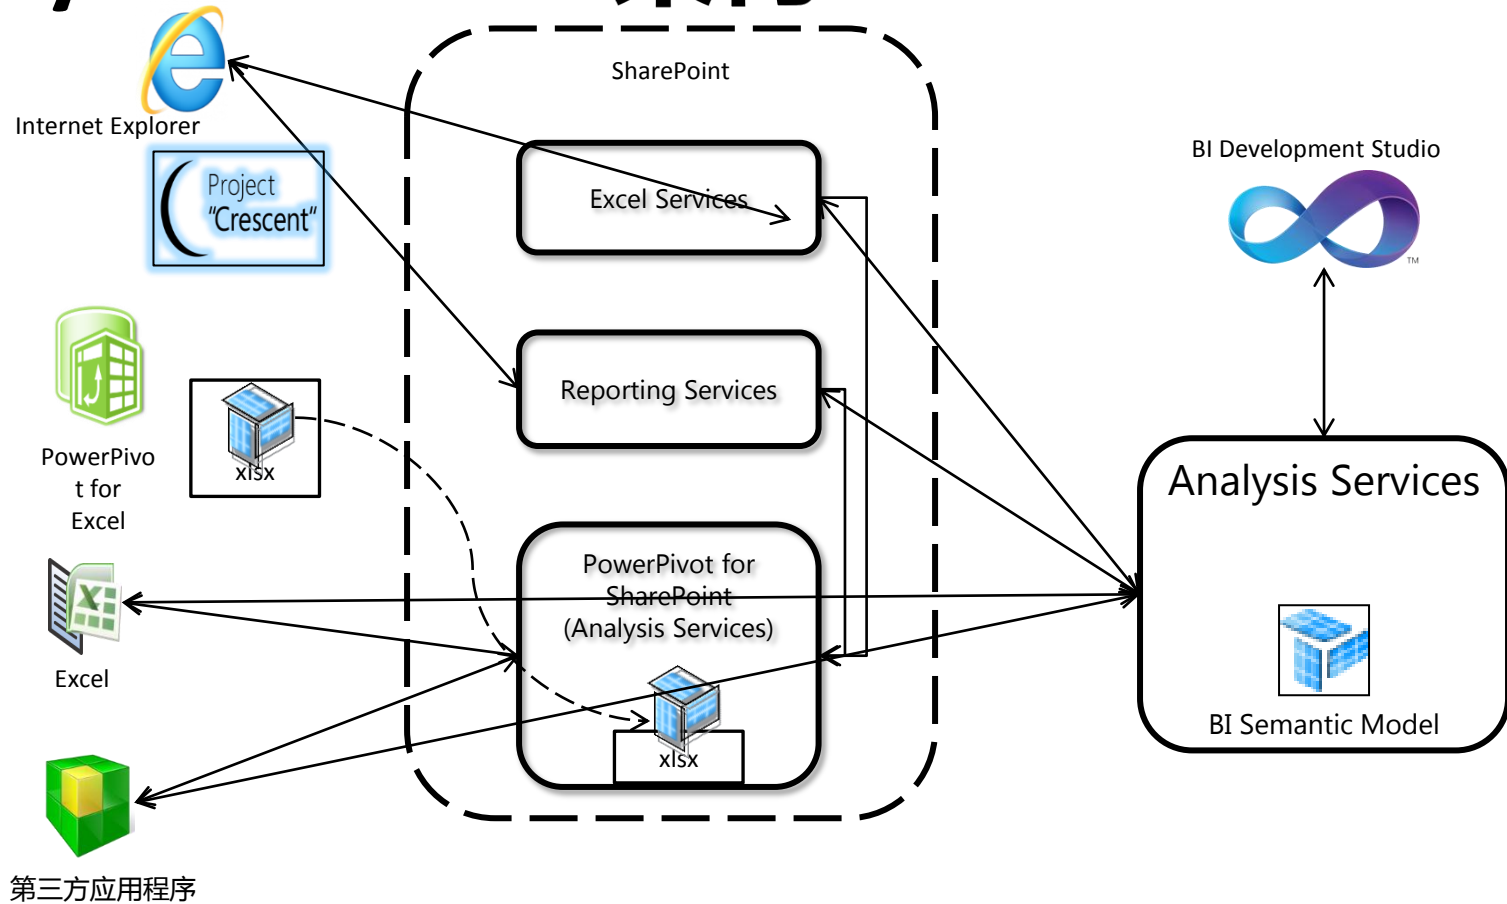 SharePoint
Internet Explorer
Project
"Crescent"
Excel Services
BI Development Studio
TM
Reporting Services
xlsx
PowerPivo
t for
Excel
Analysis Services
PowerPivot for
SharePoint
(Analysis Services)
Excel
xlsx
BI Semantic Model
第三方应用程序